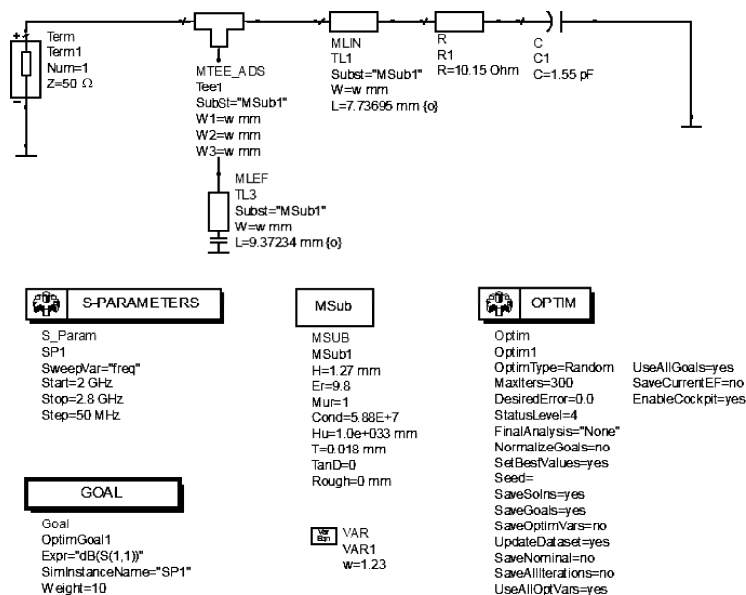 Term
Term1
Num=1
Z=50 Ω
MTEE_ADS
Tee1
Subst="MSub1"
W1=w mm
W2=w mm
W3=w mm
MLIN
TL1
Subst="MSub1"
W=w mm
L=7.73695 mm {o}
R
R1
R=10.15 Ohm
C
C1
C=1.55 pF
MLEF
TL3
Subst="MSub1"
W=w mm
L=9.37234 mm {o}
S-PARAMETERS
S_Param
SP1
SweepVar="freq"
Start=2 GHz
Stop=2.8 GHz
Step=50 MHz
GOAL
Goal
OptimGoal1
Expr="dB(S(1,1))"
SimInstanceName="SP1"
Weight=10
MSub
MSUB
MSub1
H=1.27 mm
Er=9.8
Mur=1
Cond=5.88E+7
Hu=1.0e+033 mm
T=0.018 mm
TanD=0
Rough=0 mm
Var
Eqn
VAR
VAR1
w=1.23
OPTIM
Optim
Optim1
OptimType=Random
MaxIters=300
DesiredError=0.0
StatusLevel=4
FinalAnalysis="None"
NormalizeGoals=no
SetBestValues=yes
Seed=
SaveSolns=yes
SaveGoals=yes
SaveOptimVars=no
UpdateDataset=yes
SaveNominal=no
SaveAllIterations=no
UseAllOptVars=yes
UseAllGoals=yes
SaveCurrentEF=no
EnableCockpit=yes